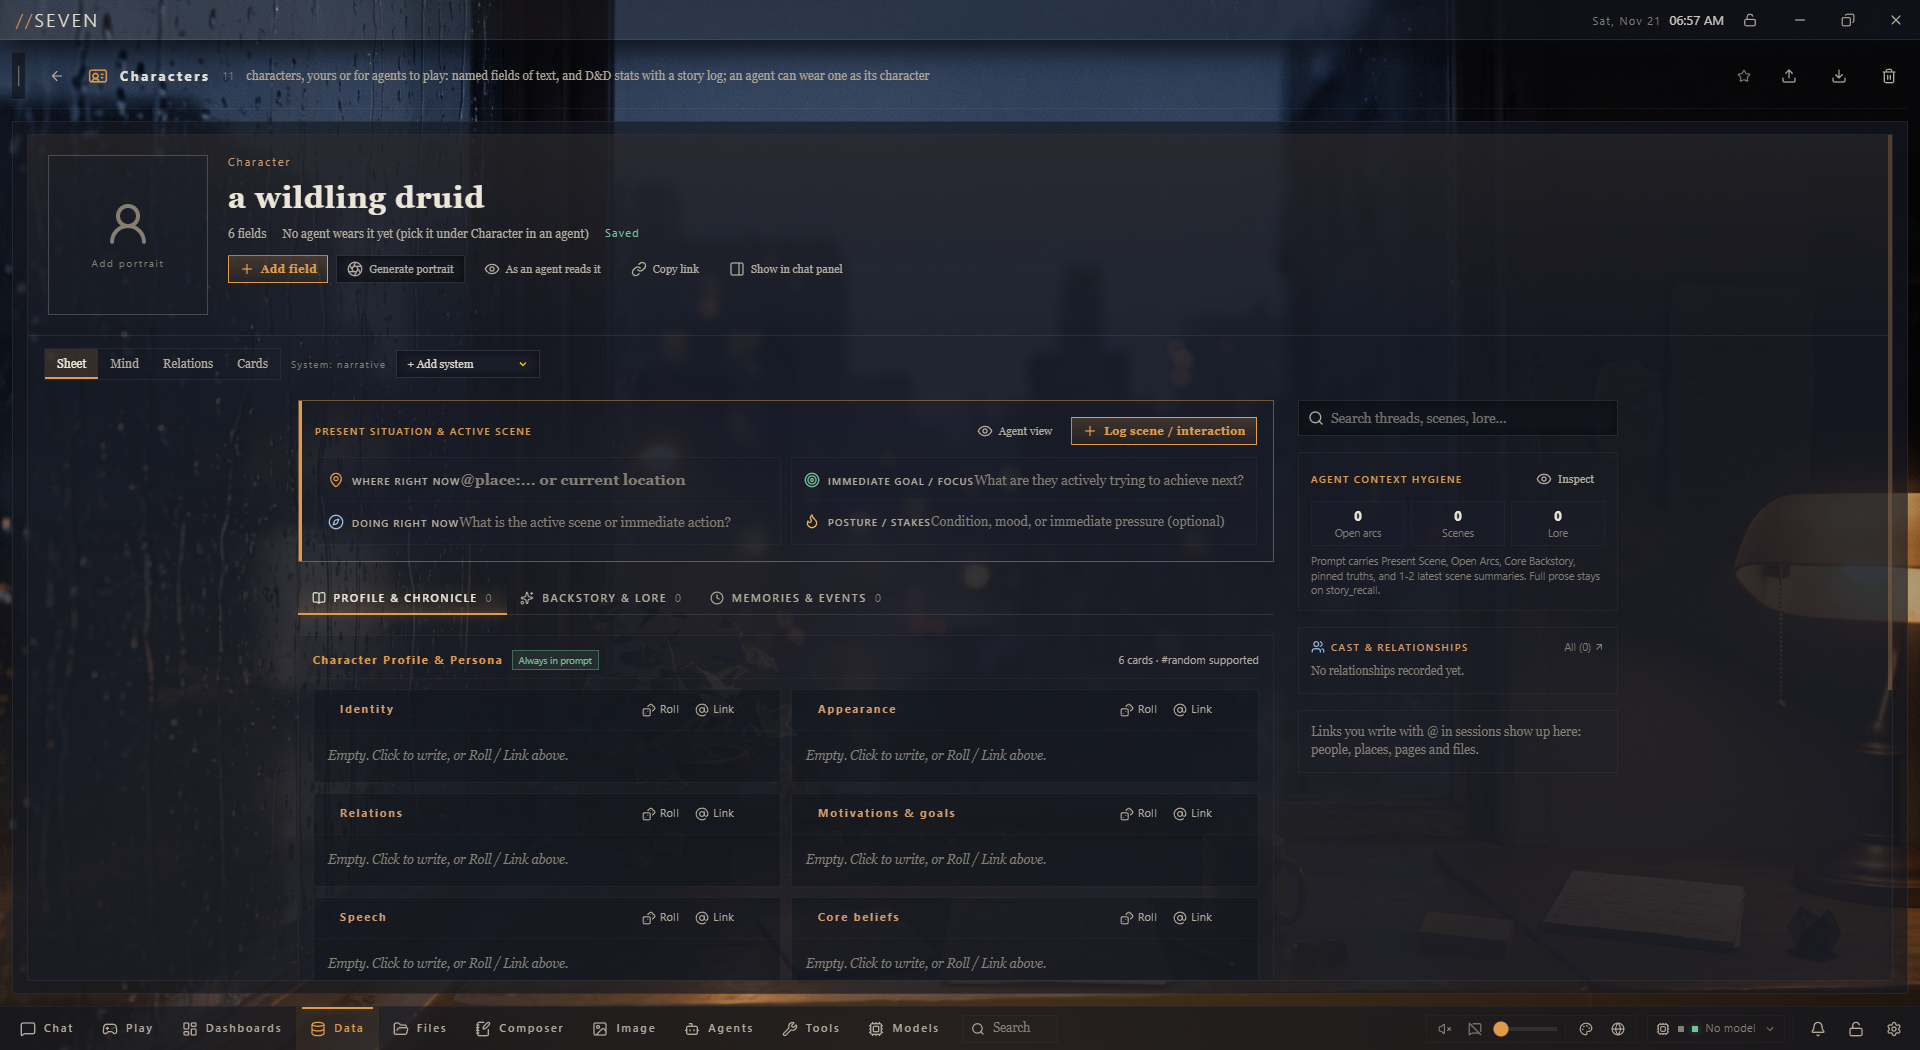 //SEVEN
Sat, Nov 21 06:57 AM
Characters 11 characters, yours or for agents to play: named fields of text, and D&D stats with a story log; an agent can wear one as its character
Add portrait
Character
a wildling druid
6 fields No agent wears it yet (pick it under Character in an agent) Saved
+ Add field Generate portrait As an agent reads it Copy link Show in chat panel
Sheet Mind Relations Cards System: narrative + Add system
PRESENT SITUATION & ACTIVE SCENE Agent view + Log scene / interaction
WHERE RIGHT NOW @place:... or current location
IMMEDIATE GOAL / FOCUS What are they actively trying to achieve next?
DOING RIGHT NOW What is the active scene or immediate action?
POSTURE / STAKES Condition, mood, or immediate pressure (optional)
PROFILE & CHRONICLE 0 BACKSTORY & LORE 0 MEMORIES & EVENTS 0
Character Profile & Persona Always in prompt 6 cards · #random supported
Identity Roll Link
Empty. Click to write, or Roll / Link above.
Appearance Roll Link
Empty. Click to write, or Roll / Link above.
Relations Roll Link
Empty. Click to write, or Roll / Link above.
Motivations & goals Roll Link
Empty. Click to write, or Roll / Link above.
Speech Roll Link
Empty. Click to write, or Roll / Link above.
Core beliefs Roll Link
Empty. Click to write, or Roll / Link above.
Search threads, scenes, lore...
AGENT CONTEXT HYGIENE Inspect
0 0 0
Open arcs Scenes Lore
Prompt carries Present Scene, Open Arcs, Core Backstory,
pinned truths, and 1-2 latest scene summaries. Full prose stays
on story_recall.
CAST & RELATIONSHIPS All (0)
No relationships recorded yet.
Links you write with @ in sessions show up here:
people, places, pages and files.
Chat Play Dashboards Data Files Composer Image Agents Tools Models Search No model